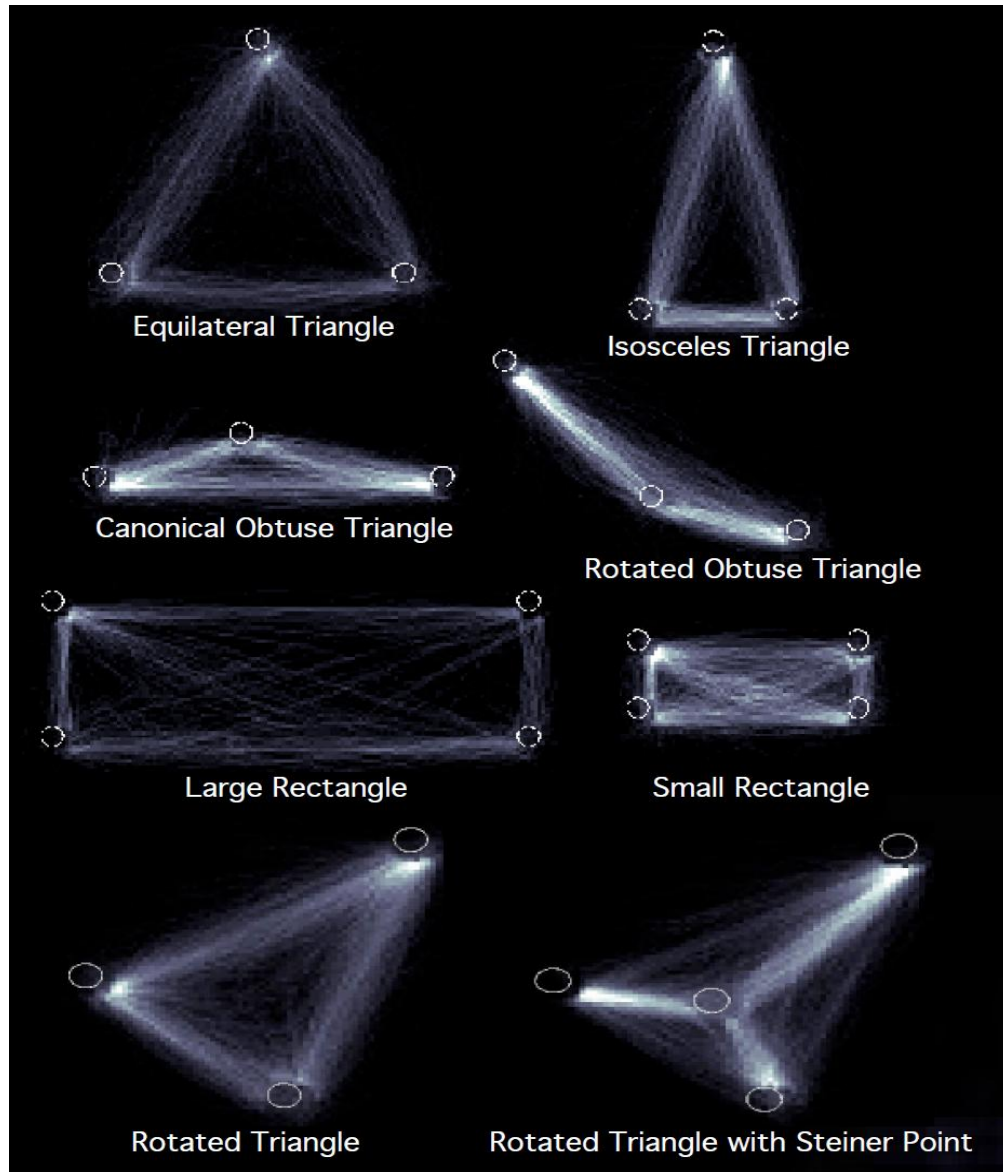 Equilateral Triangle
Isosceles Triangle
Canonical Obtuse Triangle
Rotated Obtuse Triangle
Large Rectangle
Small Rectangle
Rotated Triangle
Rotated Triangle with Steiner Point